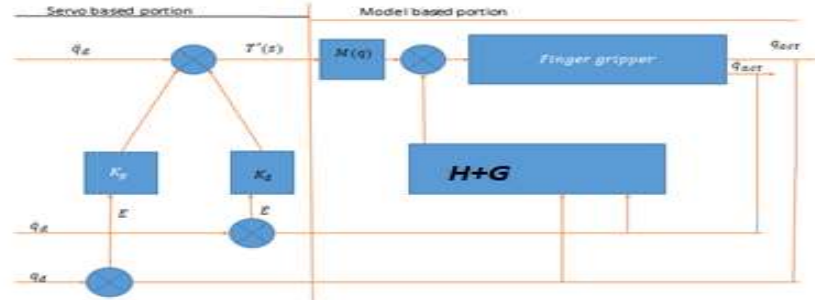 Servo based portion
Model based portion
q_d
T'(s)
M(q)
Finger gripper
q_act
q_act
K_p
K_d
H+G
E
E
q_d
q_d